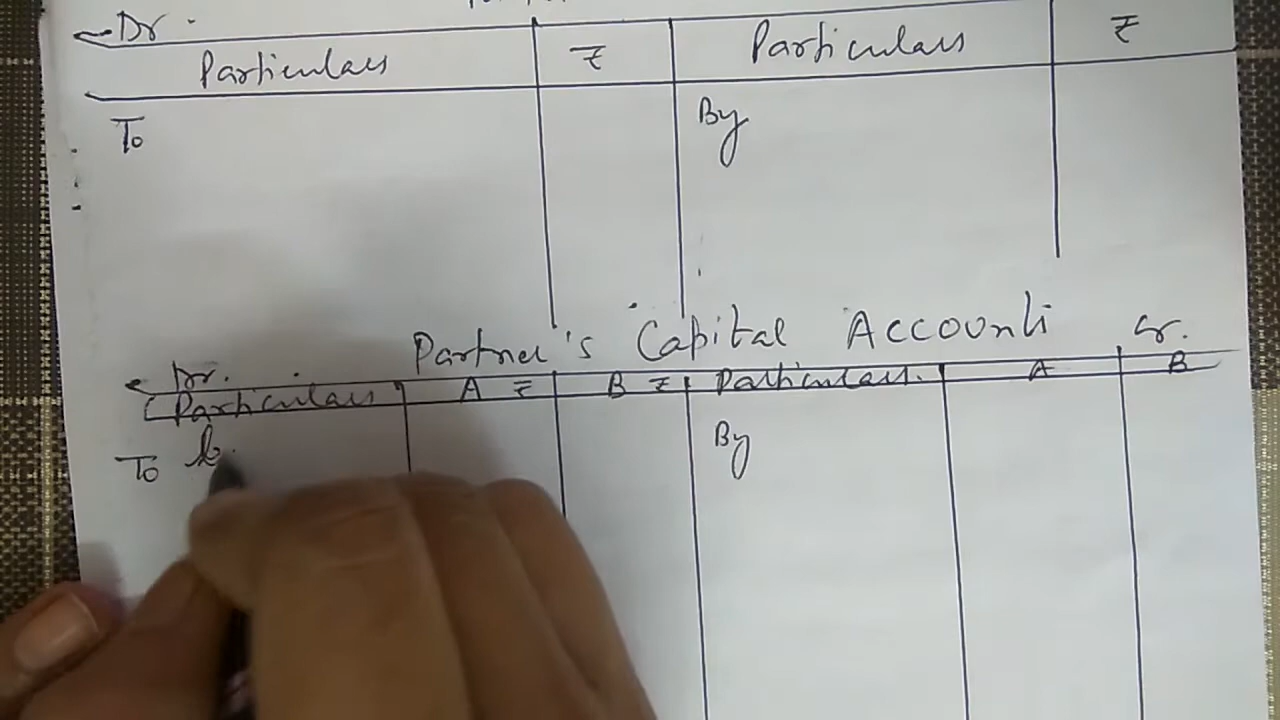 Dr.
Particulars ₹ Particulars ₹
To By
Partner's Capital Account
Dr. Cr.
Particulars A ₹ B ₹ Particulars. A B
To By